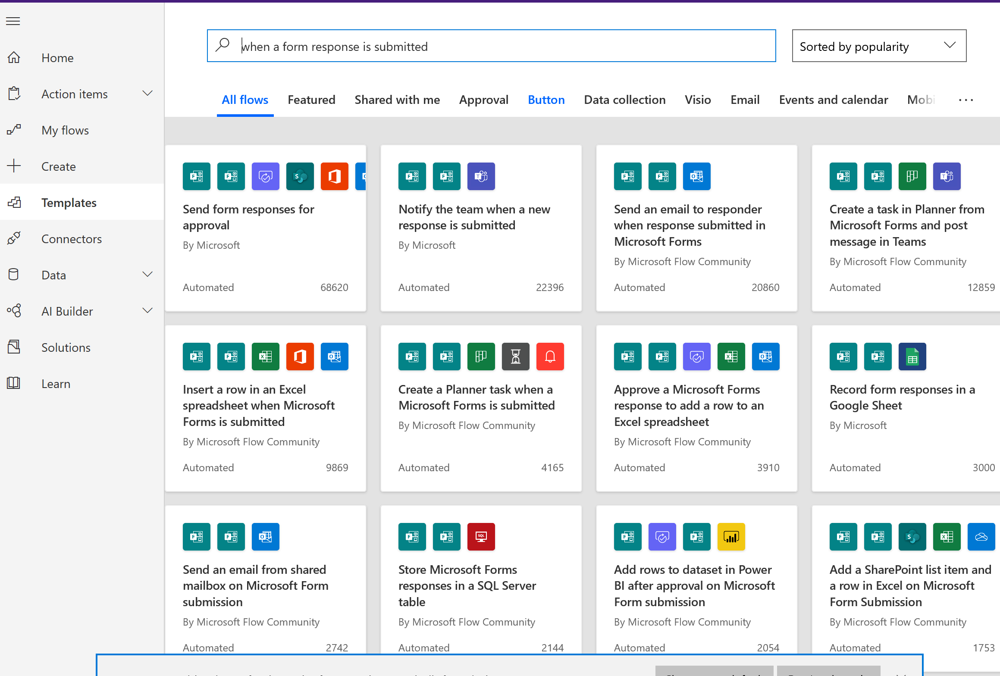 when a form response is submitted
Sorted by popularity
Home
Action items
My flows
Create
Templates
Connectors
Data
AI Builder
Solutions
Learn
All flows Featured Shared with me Approval Button Data collection Visio Email Events and calendar Mobi ...
Send form responses for
approval
By Microsoft
Automated 68620
Notify the team when a new
response is submitted
By Microsoft
Automated 22396
Send an email to responder
when response submitted in
Microsoft Forms
By Microsoft Flow Community
Automated 20860
Create a task in Planner from
Microsoft Forms and post
message in Teams
By Microsoft Flow Community
Automated 12859
Insert a row in an Excel
spreadsheet when Microsoft
Forms is submitted
By Microsoft Flow Community
Automated 9869
Create a Planner task when a
Microsoft Forms is submitted
By Microsoft Flow Community
Automated 4165
Approve a Microsoft Forms
response to add a row to an
Excel spreadsheet
By Microsoft Flow Community
Automated 3910
Record form responses in a
Google Sheet
By Microsoft
Automated 3000
Send an email from shared
mailbox on Microsoft Form
submission
By Microsoft Flow Community
Automated 2742
SQL
Store Microsoft Forms
responses in a SQL Server
table
By Microsoft Flow Community
Automated 2144
Add rows to dataset in Power
BI after approval on Microsoft
Form submission
By Microsoft Flow Community
Automated 2054
Add a SharePoint list item and
a row in Excel on Microsoft
Form Submission
By Microsoft Flow Community
Automated 1753